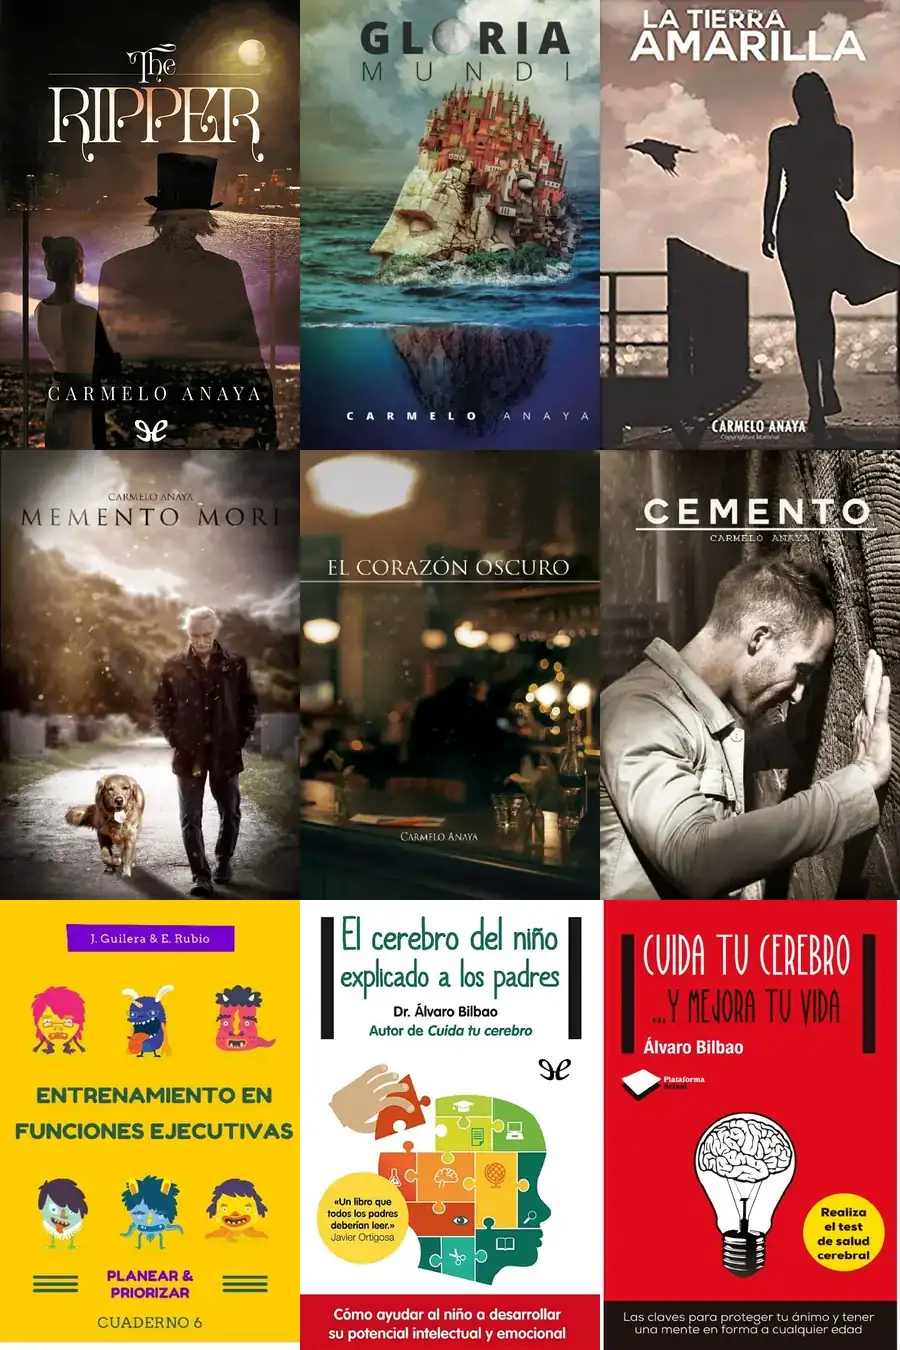 The
RIPPER
CARMELO ANAYA
GLORIA
MUNDI
CARMELO ANAYA
LA TIERRA
AMARILLA
CARMELO ANAYA
Copyrighted Material
CARMELO ANAYA
MEMENTO MORI
EL CORAZÓN OSCURO
CARMELO ANAYA
CEMENTO
CARMELO ANAYA
J. Guilera & E. Rubio
ENTRENAMIENTO EN
FUNCIONES EJECUTIVAS
PLANEAR &
PRIORIZAR
CUADERNO 6
El cerebro del niño
explicado a los padres
Dr. Álvaro Bilbao
Autor de Cuida tu cerebro
«Un libro que
todos los padres
deberían leer.»
Javier Ortigosa
Cómo ayudar al niño a desarrollar
su potencial intelectual y emocional
CUIDA TU CEREBRO
...Y MEJORA TU VIDA
Álvaro Bilbao
Plataforma
Actual
Realiza
el test
de salud
cerebral
Las claves para proteger tu ánimo y tener
una mente en forma a cualquier edad